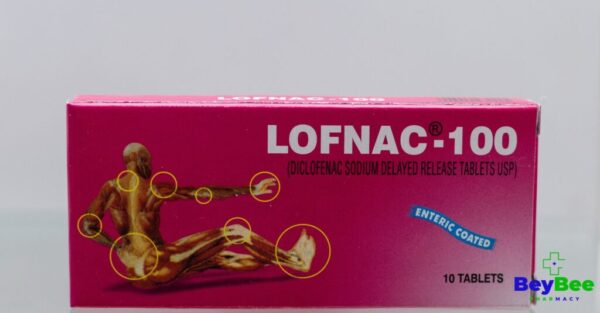 LOFNAC-100
LOFNAC®-100
(DICLOFENAC SODIUM DELAYED RELEASE TABLETS USP)
ENTERIC COATED
10 TABLETS
BeyBee
PHARMACY